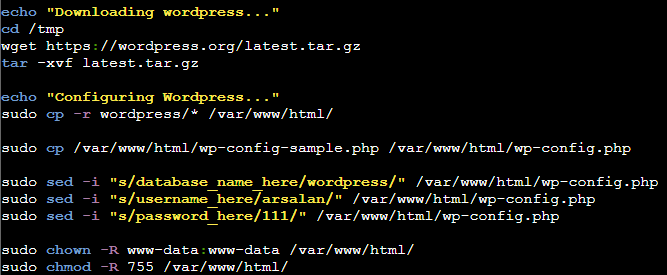 echo "Downloading wordpress..."
cd /tmp
wget https://wordpress.org/latest.tar.gz
tar -xvf latest.tar.gz
echo "Configuring Wordpress..."
sudo cp -r wordpress/* /var/www/html/
sudo cp /var/www/html/wp-config-sample.php /var/www/html/wp-config.php
sudo sed -i "s/database_name_here/wordpress/" /var/www/html/wp-config.php
sudo sed -i "s/username_here/arsalan/" /var/www/html/wp-config.php
sudo sed -i "s/password_here/111/" /var/www/html/wp-config.php
sudo chown -R www-data:www-data /var/www/html/
sudo chmod -R 755 /var/www/html/